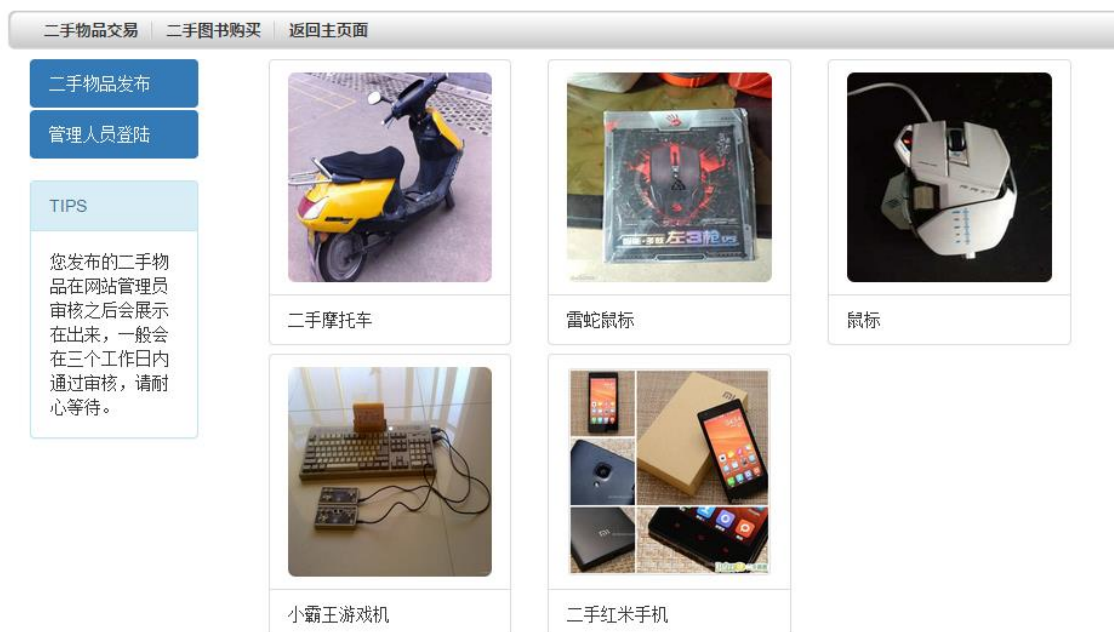 二手物品交易 二手图书购买 返回主页面
二手物品发布
管理人员登陆
TIPS
您发布的二手物
品在网站管理员
审核之后会展示
在出来，一般会
在三个工作日内
通过审核，请耐
心等待。
左3枪
二手摩托车
雷蛇鼠标
鼠标
小霸王游戏机
二手红米手机